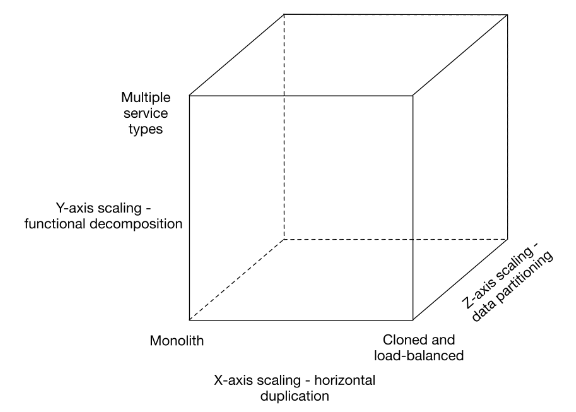 Multiple
service
types
Y-axis scaling -
functional decomposition
Z-axis scaling -
data partitioning
Monolith
Cloned and
load-balanced
X-axis scaling - horizontal
duplication